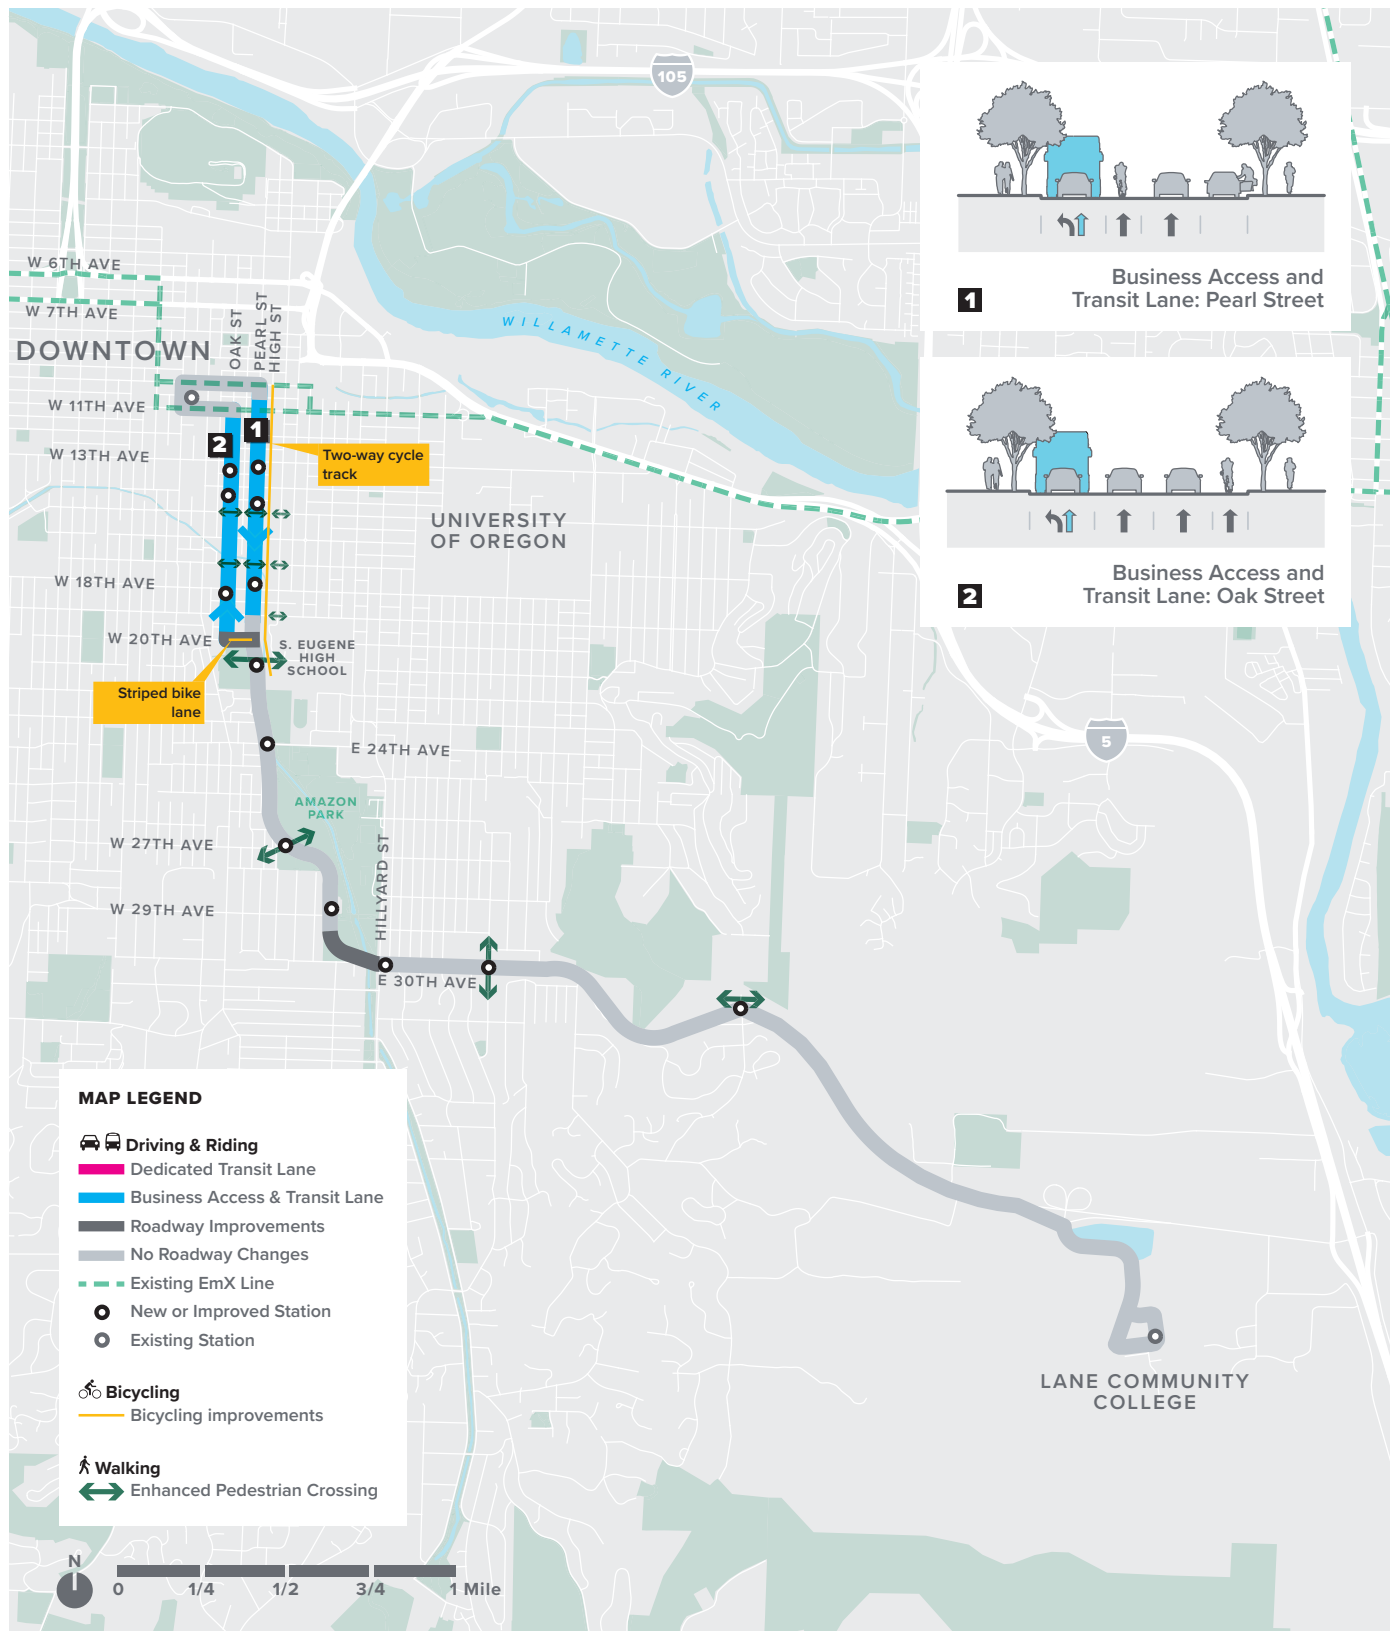 105
Business Access and
1
Transit Lane: Pearl Street
Business Access and
2
Transit Lane: Oak Street
W 6TH AVE
W 7TH AVE
OAK ST
PEARL ST
HIGH ST
DOWNTOWN
WILLAMETTE RIVER
W 11TH AVE
2
1
W 13TH AVE
Two-way cycle
track
UNIVERSITY
OF OREGON
W 18TH AVE
W 20TH AVE
S. EUGENE
HIGH
SCHOOL
Striped bike
lane
5
E 24TH AVE
AMAZON
PARK
W 27TH AVE
HILLYARD ST
W 29TH AVE
E 30TH AVE
MAP LEGEND
Driving & Riding
Dedicated Transit Lane
Business Access & Transit Lane
Roadway Improvements
No Roadway Changes
Existing EmX Line
New or Improved Station
Existing Station
Bicycling
Bicycling improvements
Walking
Enhanced Pedestrian Crossing
LANE COMMUNITY
COLLEGE
N
0 1/4 1/2 3/4 1 Mile